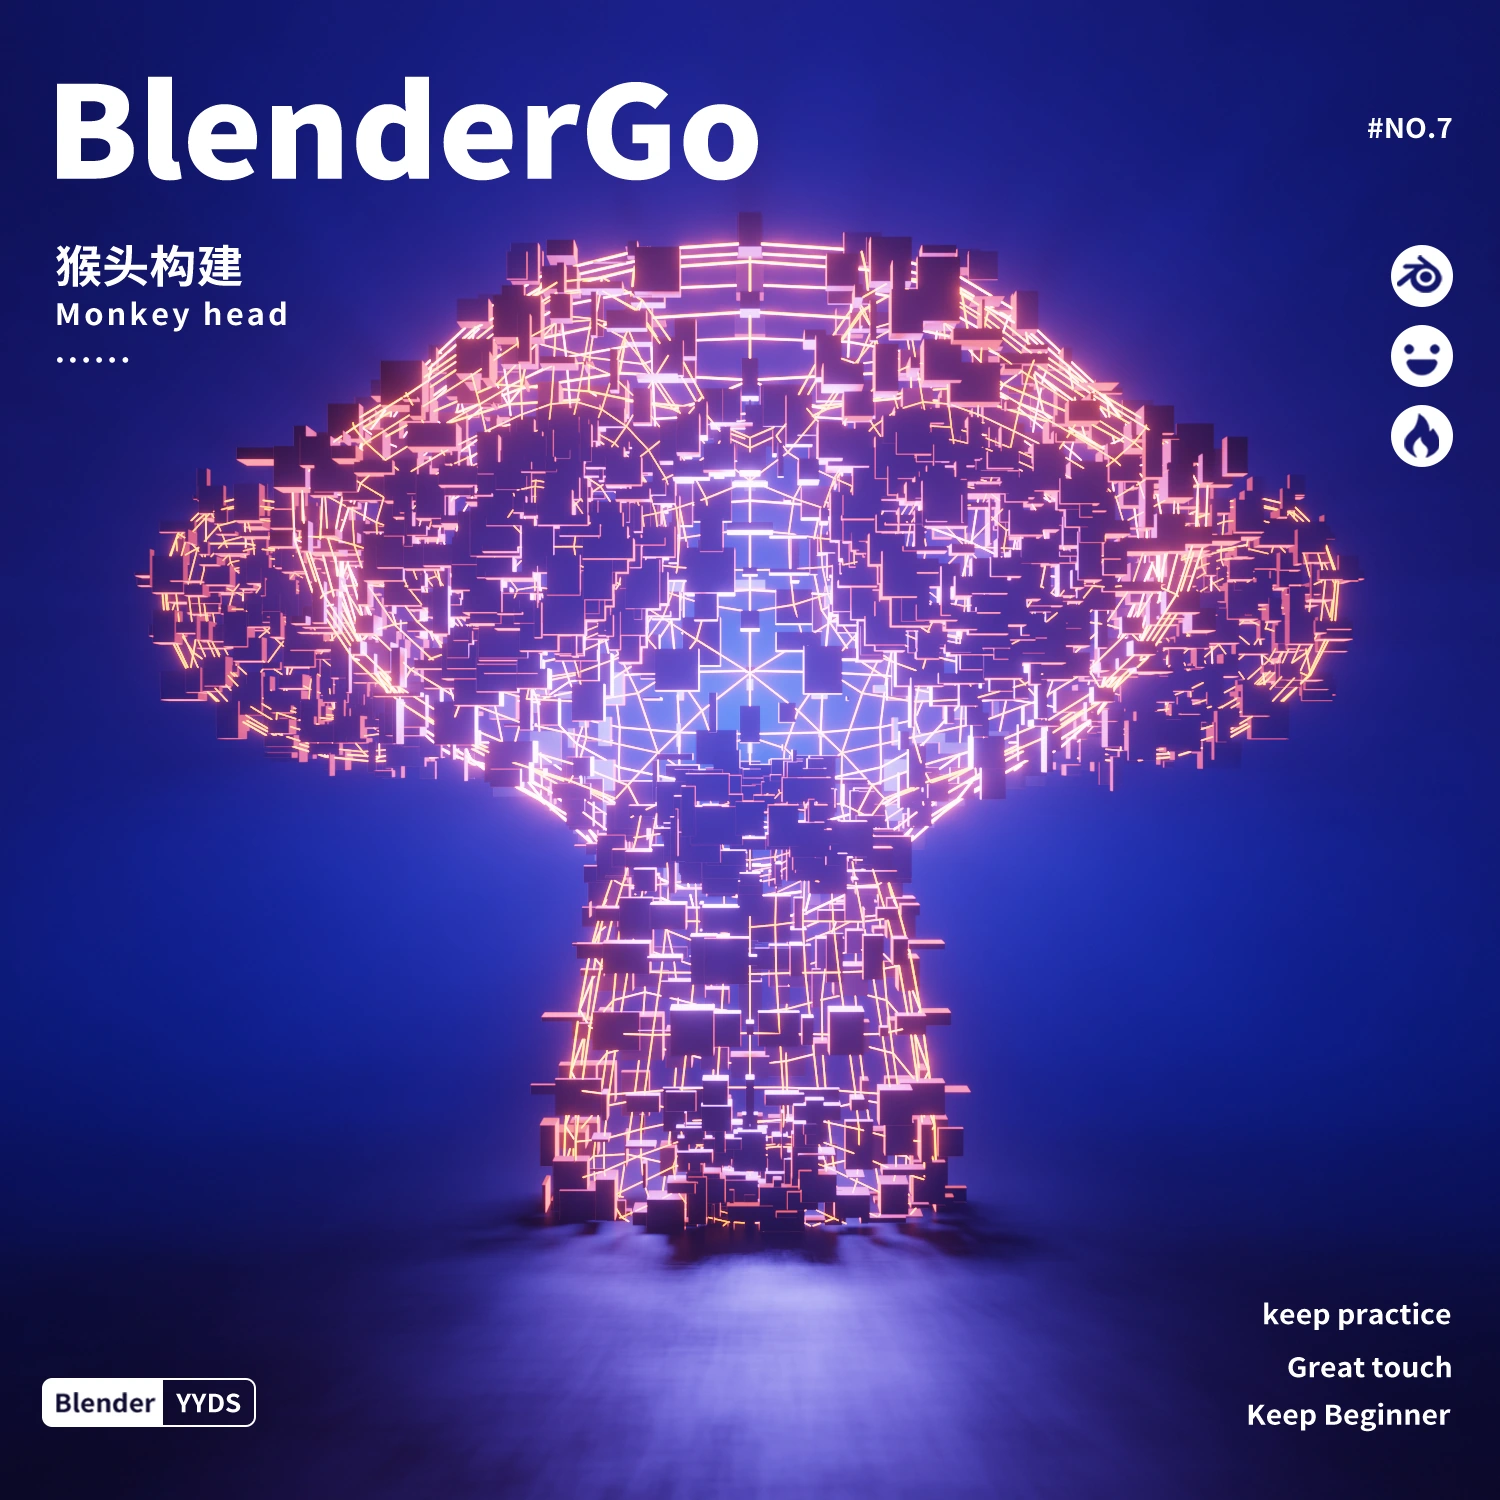 BlenderGo
#NO.7
猴头构建
Monkey head
......
keep practice
Great touch
Keep Beginner
Blender YYDS